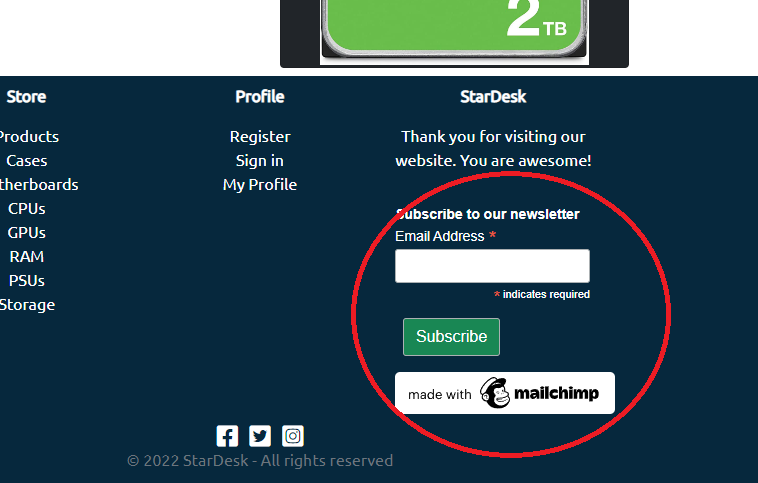 2 TB
Store
Products
Cases
therboards
CPUs
GPUs
RAM
PSUs
Storage
Profile
Register
Sign in
My Profile
StarDesk
Thank you for visiting our
website. You are awesome!
Subscribe to our newsletter
Email Address *
* indicates required
Subscribe
made with mailchimp
© 2022 StarDesk - All rights reserved